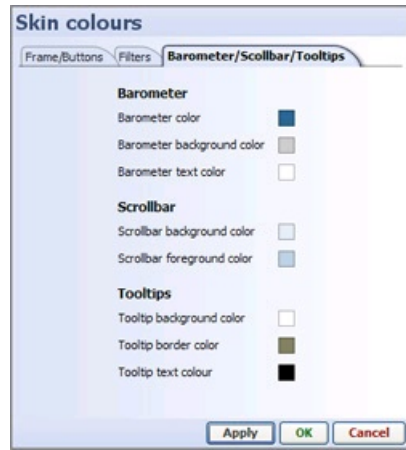 Skin colours
Frame/Buttons Filters Barometer/Scollbar/Tooltips
Barometer
Barometer color
Barometer background color
Barometer text color
Scrollbar
Scrollbar background color
Scrollbar foreground color
Tooltips
Tooltip background color
Tooltip border color
Tooltip text colour
Apply OK Cancel